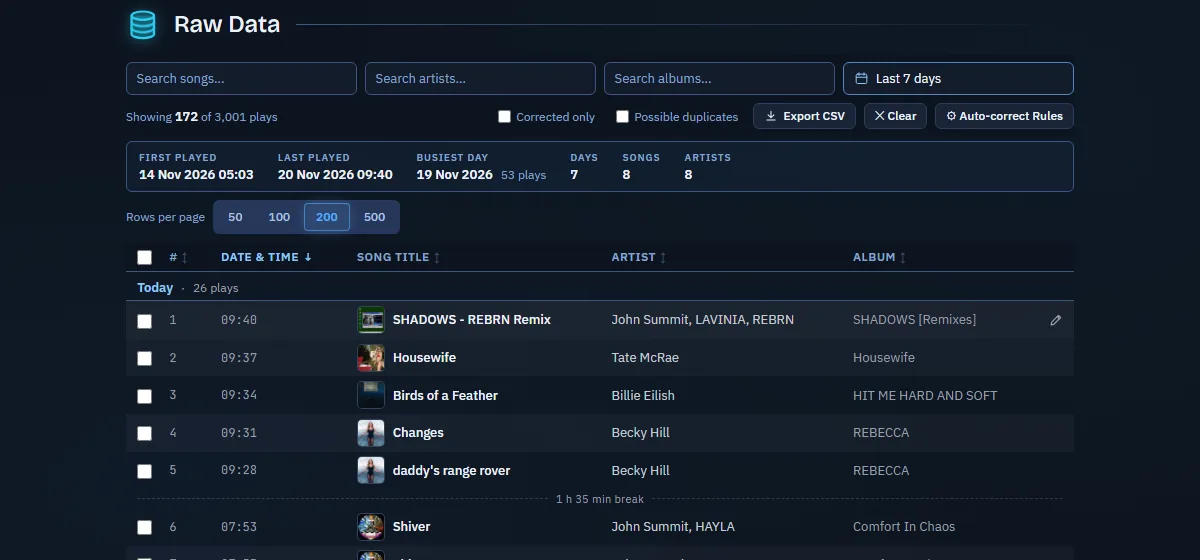 Raw Data
Search songs...
Search artists...
Search albums...
Last 7 days
Showing 172 of 3,001 plays
Corrected only
Possible duplicates
Export CSV
Clear
Auto-correct Rules
FIRST PLAYED LAST PLAYED BUSIEST DAY DAYS SONGS ARTISTS
14 Nov 2026 05:03 20 Nov 2026 09:40 19 Nov 2026 53 plays 7 8 8
Rows per page 50 100 200 500
# DATE & TIME ↓ SONG TITLE ARTIST ALBUM
Today · 26 plays
1 09:40 SHADOWS - REBRN Remix John Summit, LAVINIA, REBRN SHADOWS [Remixes]
2 09:37 Housewife Tate McRae Housewife
3 09:34 Birds of a Feather Billie Eilish HIT ME HARD AND SOFT
4 09:31 Changes Becky Hill REBECCA
5 09:28 daddy's range rover Becky Hill REBECCA
1 h 35 min break
6 07:53 Shiver John Summit, HAYLA Comfort In Chaos